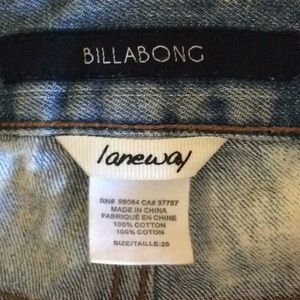 BILLABONG
laneway
RN# 99064 CA# 37757
MADE IN CHINA
FABRIQUE EN CHINE
100% COTTON
100% COTON
SIZE/TAILLE:25